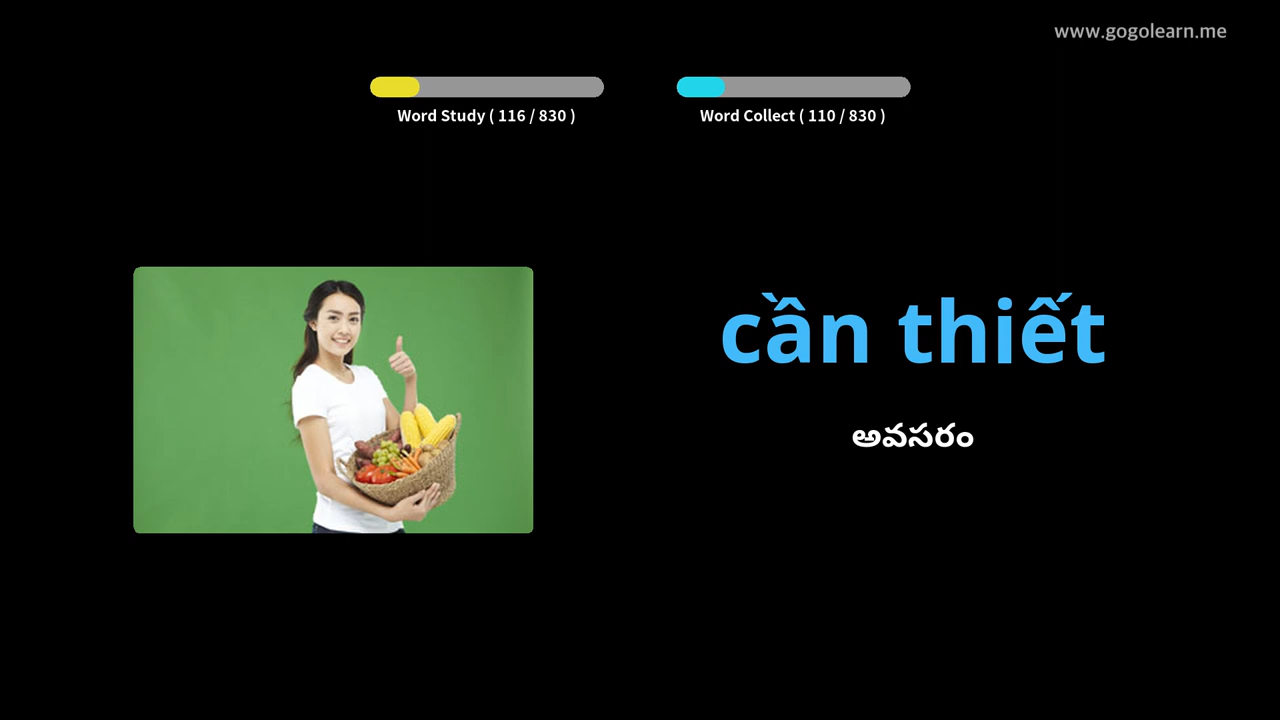 www.gogolearn.me
Word Study ( 116 / 830 )
Word Collect ( 110 / 830 )
cần thiết
అవసరం